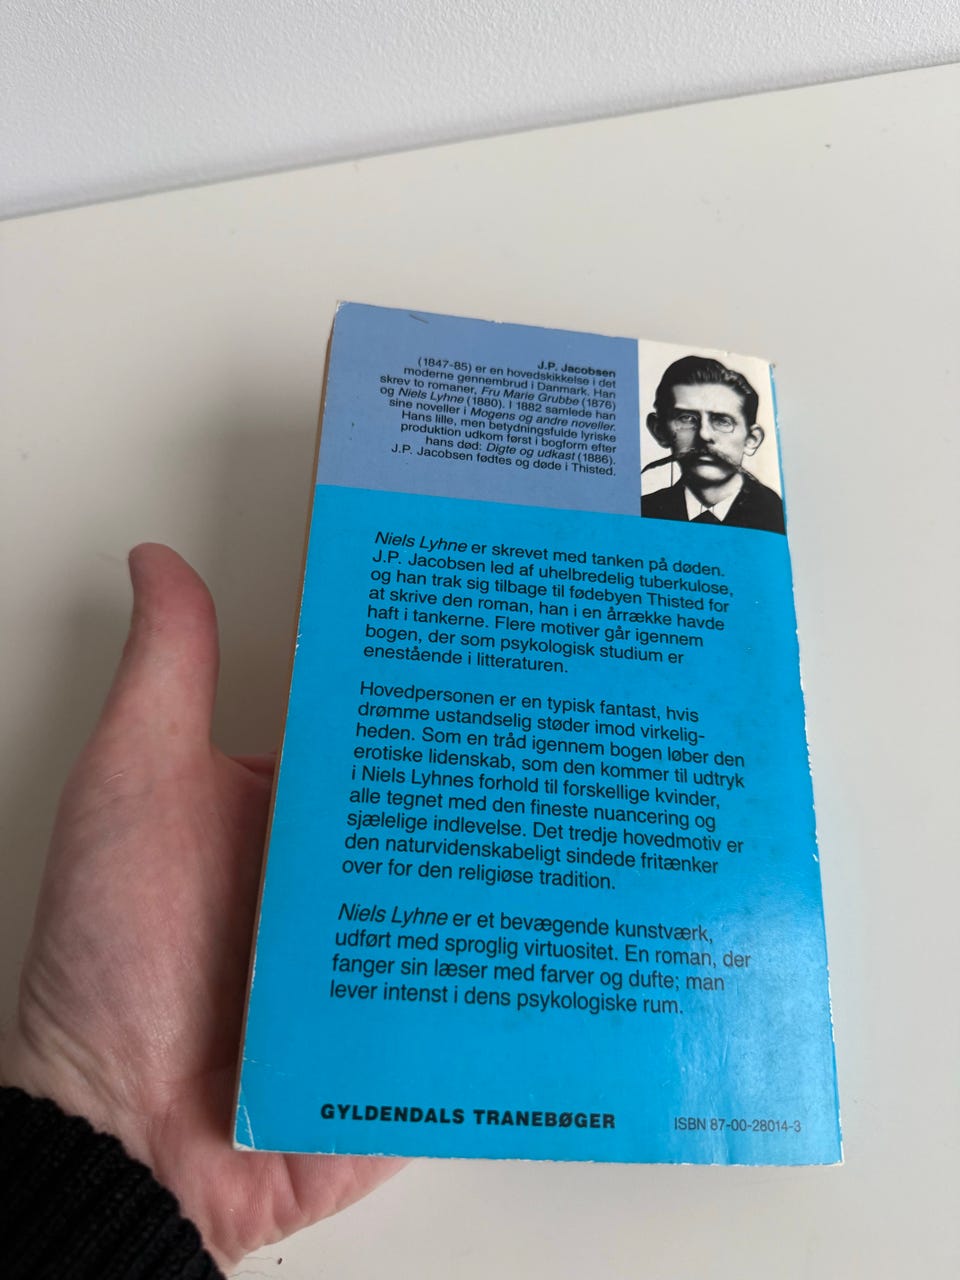 J.P. Jacobsen
(1847-85) er en hovedskikkelse i det
moderne gennembrud i Danmark. Han
skrev to romaner, Fru Marie Grubbe (1876)
og Niels Lyhne (1880). I 1882 samlede han
sine noveller i Mogens og andre noveller.
Hans lille, men betydningsfulde lyriske
produktion udkom først i bogform efter
hans død: Digte og udkast (1886).
J.P. Jacobsen fødtes og døde i Thisted.
Niels Lyhne er skrevet med tanken på døden.
J.P. Jacobsen led af uhelbredelig tuberkulose,
og han trak sig tilbage til fødebyen Thisted for
at skrive den roman, han i en årrække havde
haft i tankerne. Flere motiver går igennem
bogen, der som psykologisk studium er
enestående i litteraturen.
Hovedpersonen er en typisk fantast, hvis
drømme ustandselig støder imod virkelig-
heden. Som en tråd igennem bogen løber den
erotiske lidenskab, som den kommer til udtryk
i Niels Lyhnes forhold til forskellige kvinder,
alle tegnet med den fineste nuancering og
sjælelige indlevelse. Det tredje hovedmotiv er
den naturvidenskabeligt sindede fritænker
over for den religiøse tradition.
Niels Lyhne er et bevægende kunstværk,
udført med sproglig virtuositet. En roman, der
fanger sin læser med farver og dufte; man
lever intenst i dens psykologiske rum.
GYLDENDALS TRANEBØGER
ISBN 87-00-28014-3